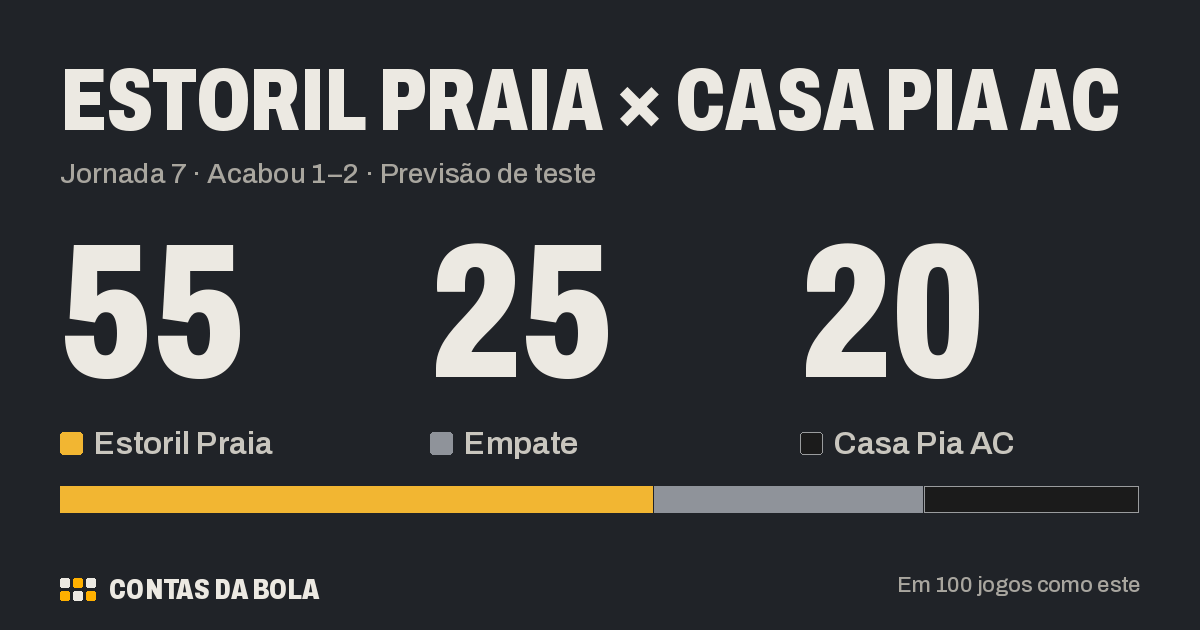 ESTORIL PRAIA × CASA PIA AC
Jornada 7 · Acabou 1–2 · Previsão de teste
55 25 20
Estoril Praia Empate Casa Pia AC
CONTAS DA BOLA
Em 100 jogos como este